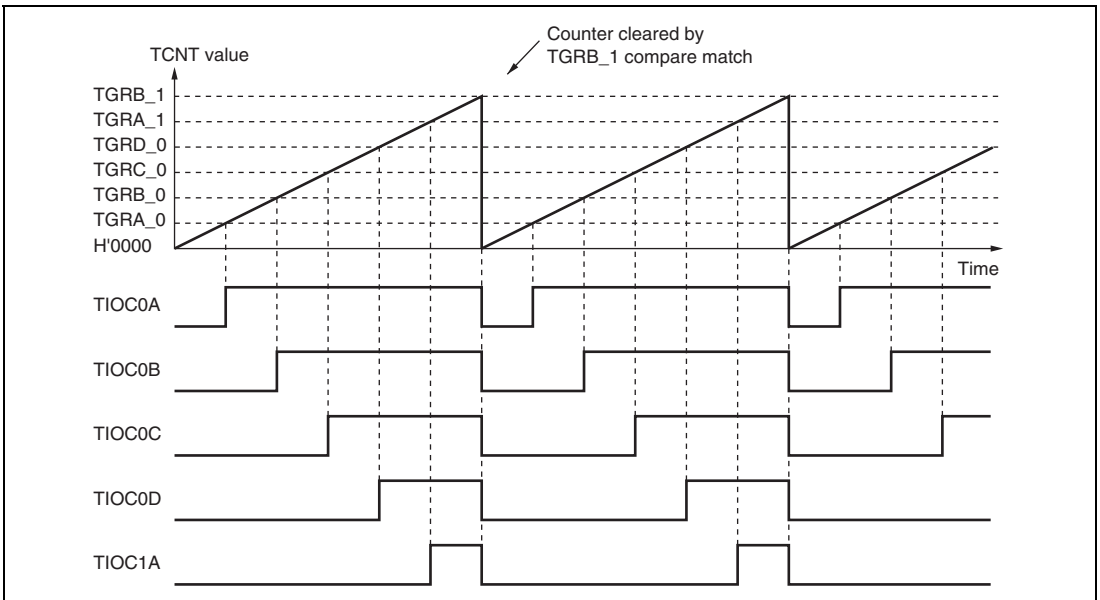 Counter cleared by
TGRB_1 compare match
TCNT value
TGRB_1
TGRA_1
TGRD_0
TGRC_0
TGRB_0
TGRA_0
H'0000
Time
TIOC0A
TIOC0B
TIOC0C
TIOC0D
TIOC1A